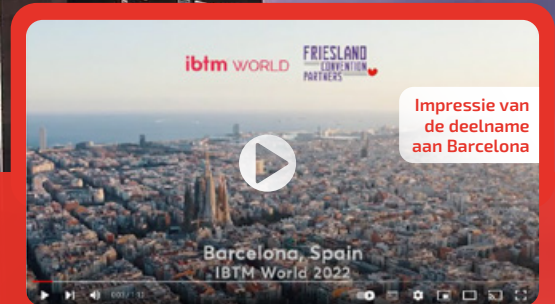 ibtm WORLD
FRIESLAND
CONVENTION
PARTNERS
Impressie van
de deelname
aan Barcelona
Barcelona, Spain
IBTM World 2022